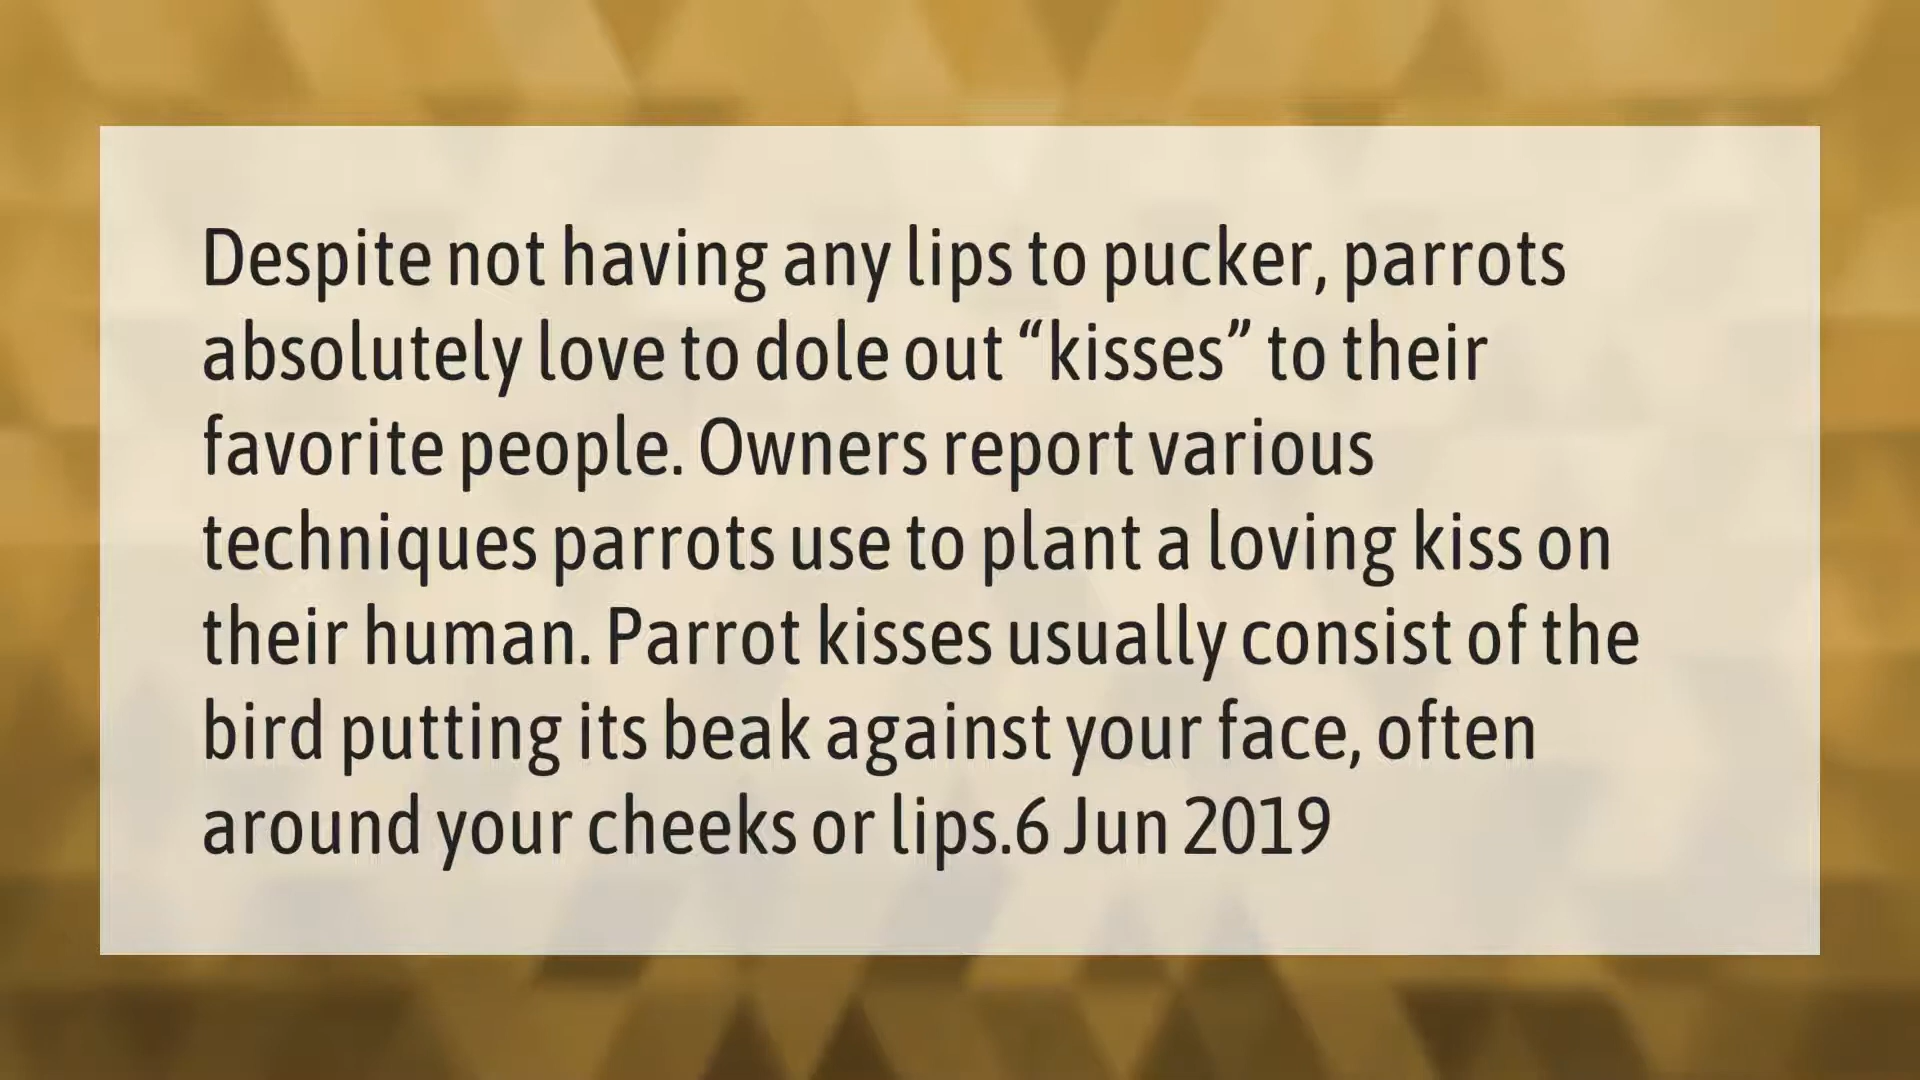 Despite not having any lips to pucker, parrots
absolutely love to dole out “kisses” to their
favorite people. Owners report various
techniques parrots use to plant a loving kiss on
their human. Parrot kisses usually consist of the
bird putting its beak against your face, often
around your cheeks or lips.6 Jun 2019